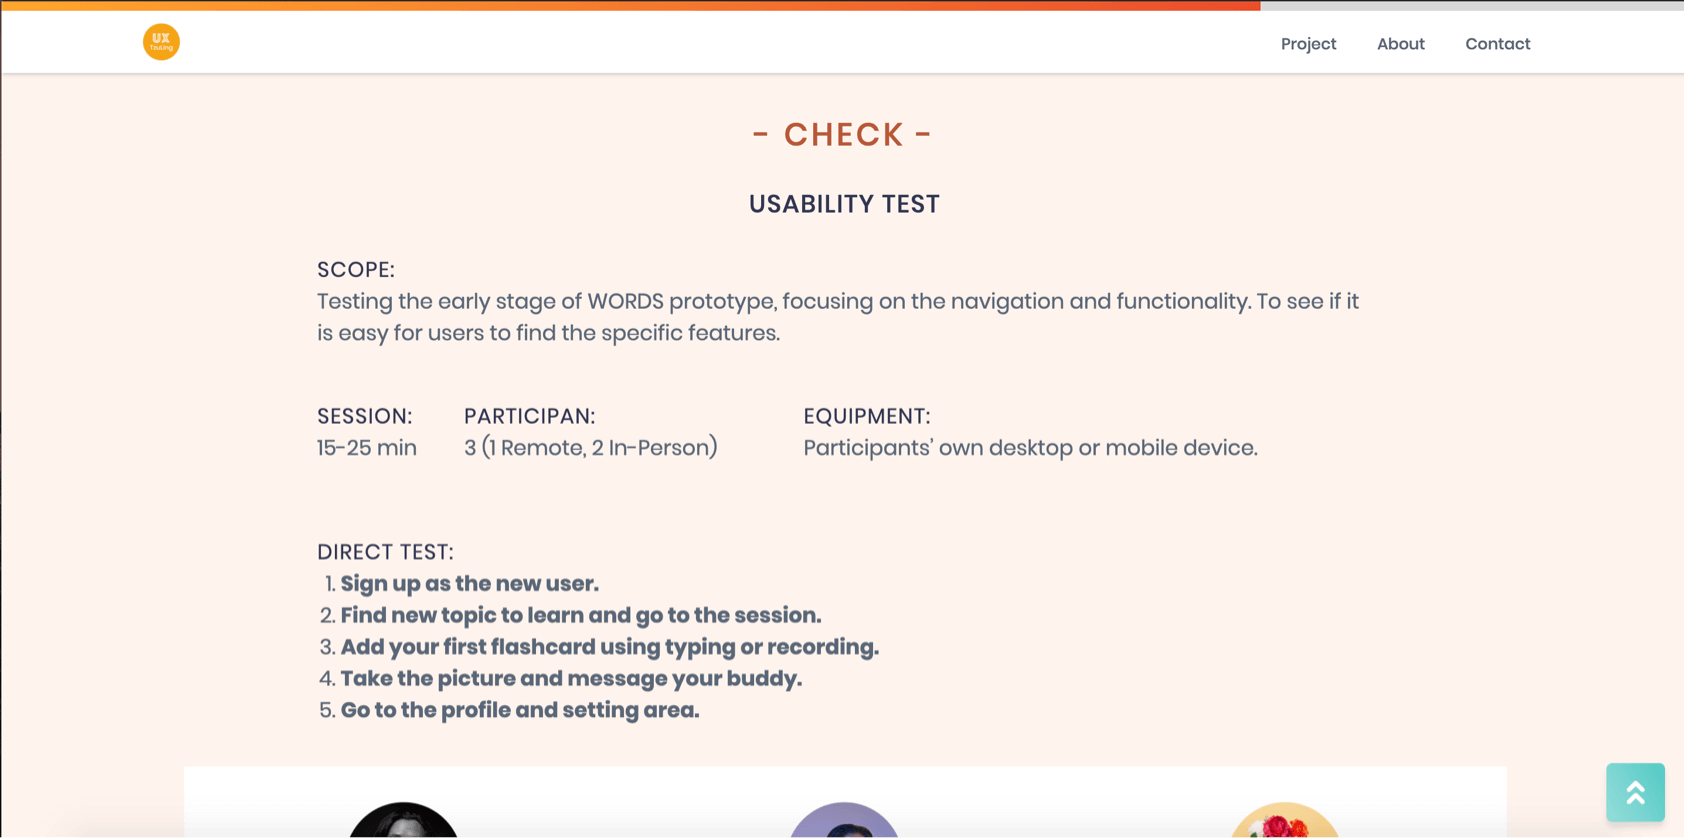 UX
Testing
Project
About
Contact
- CHECK -
USABILITY TEST
SCOPE:
Testing the early stage of WORDS prototype, focusing on the navigation and functionality. To see if it
is easy for users to find the specific features.
SESSION:
15-25 min
PARTICIPAN:
3 (1 Remote, 2 In-Person)
EQUIPMENT:
Participants’ own desktop or mobile device.
DIRECT TEST:
1. Sign up as the new user.
2. Find new topic to learn and go to the session.
3. Add your first flashcard using typing or recording.
4. Take the picture and message your buddy.
5. Go to the profile and setting area.